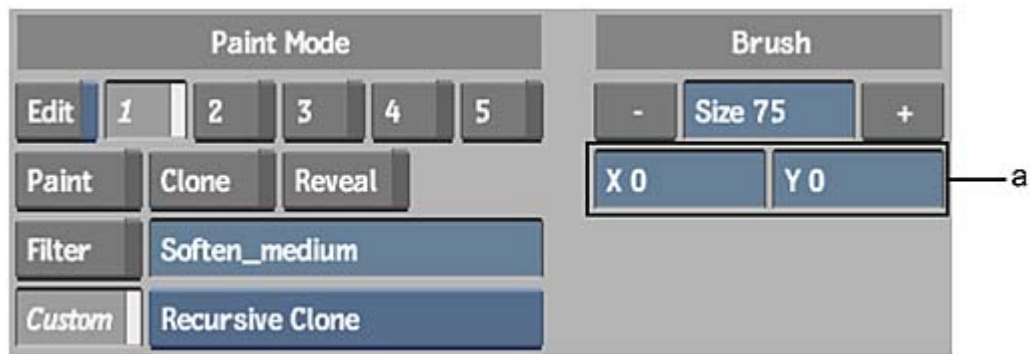 Paint Mode Brush
Edit 1 2 3 4 5 - Size 75 +
Paint Clone Reveal X 0 Y 0 a
Filter Soften_medium
Custom Recursive Clone